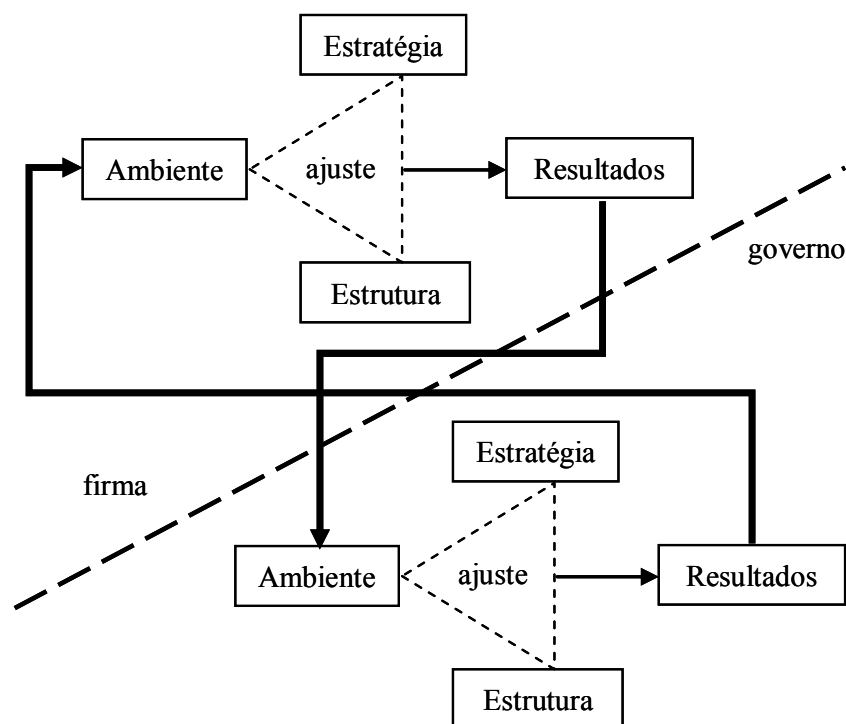 Estratégia
Ambiente
ajuste
Resultados
Estrutura
governo
firma
Estratégia
Ambiente
ajuste
Resultados
Estrutura